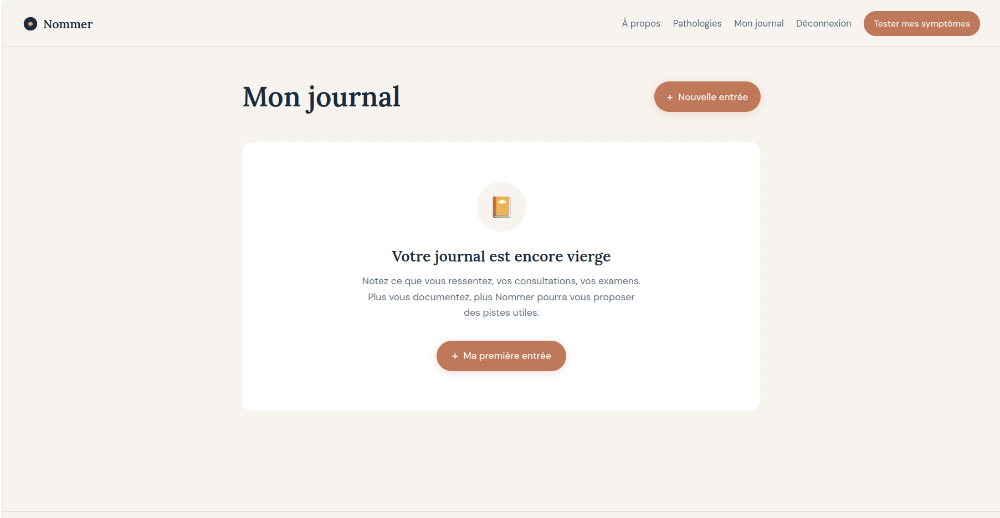 Nommer
À propos
Pathologies
Mon journal
Déconnexion
Tester mes symptômes
Mon journal
+ Nouvelle entrée
Votre journal est encore vierge
Notez ce que vous ressentez, vos consultations, vos examens.
Plus vous documentez, plus Nommer pourra vous proposer
des pistes utiles.
+ Ma première entrée